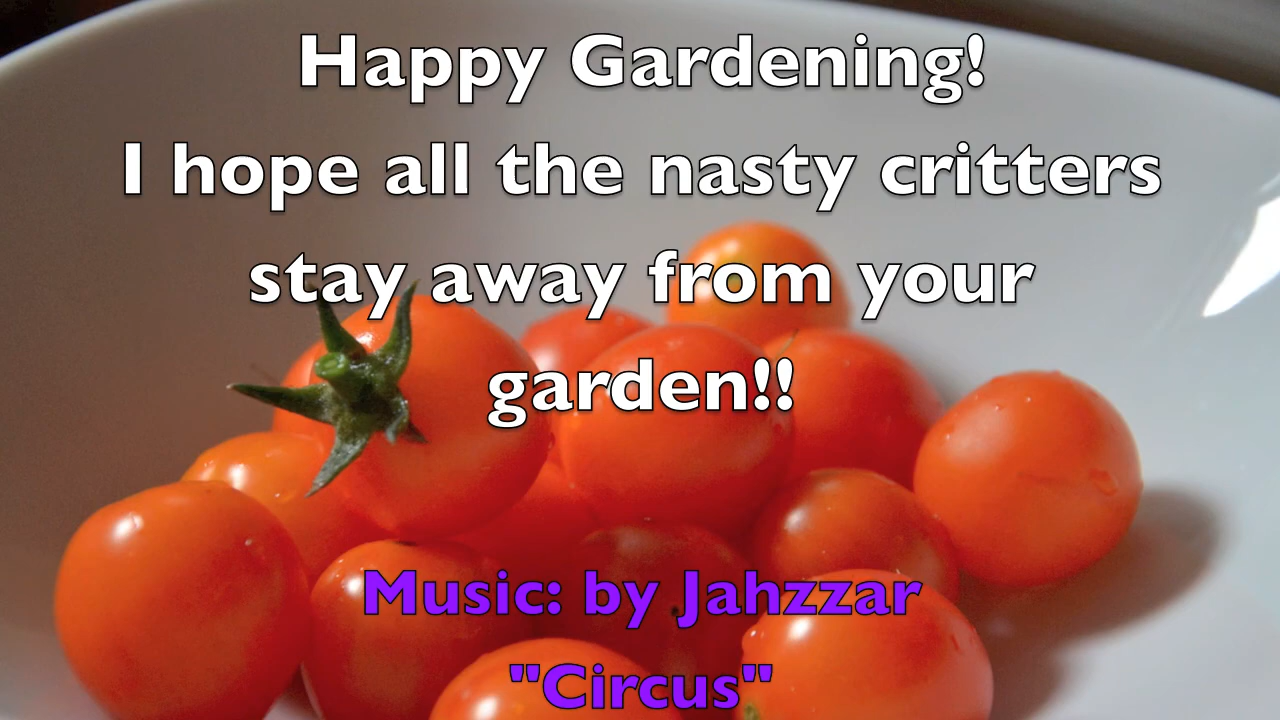 Happy Gardening!
I hope all the nasty critters
stay away from your
garden!!
Music: by Jahzzar
"Circus"